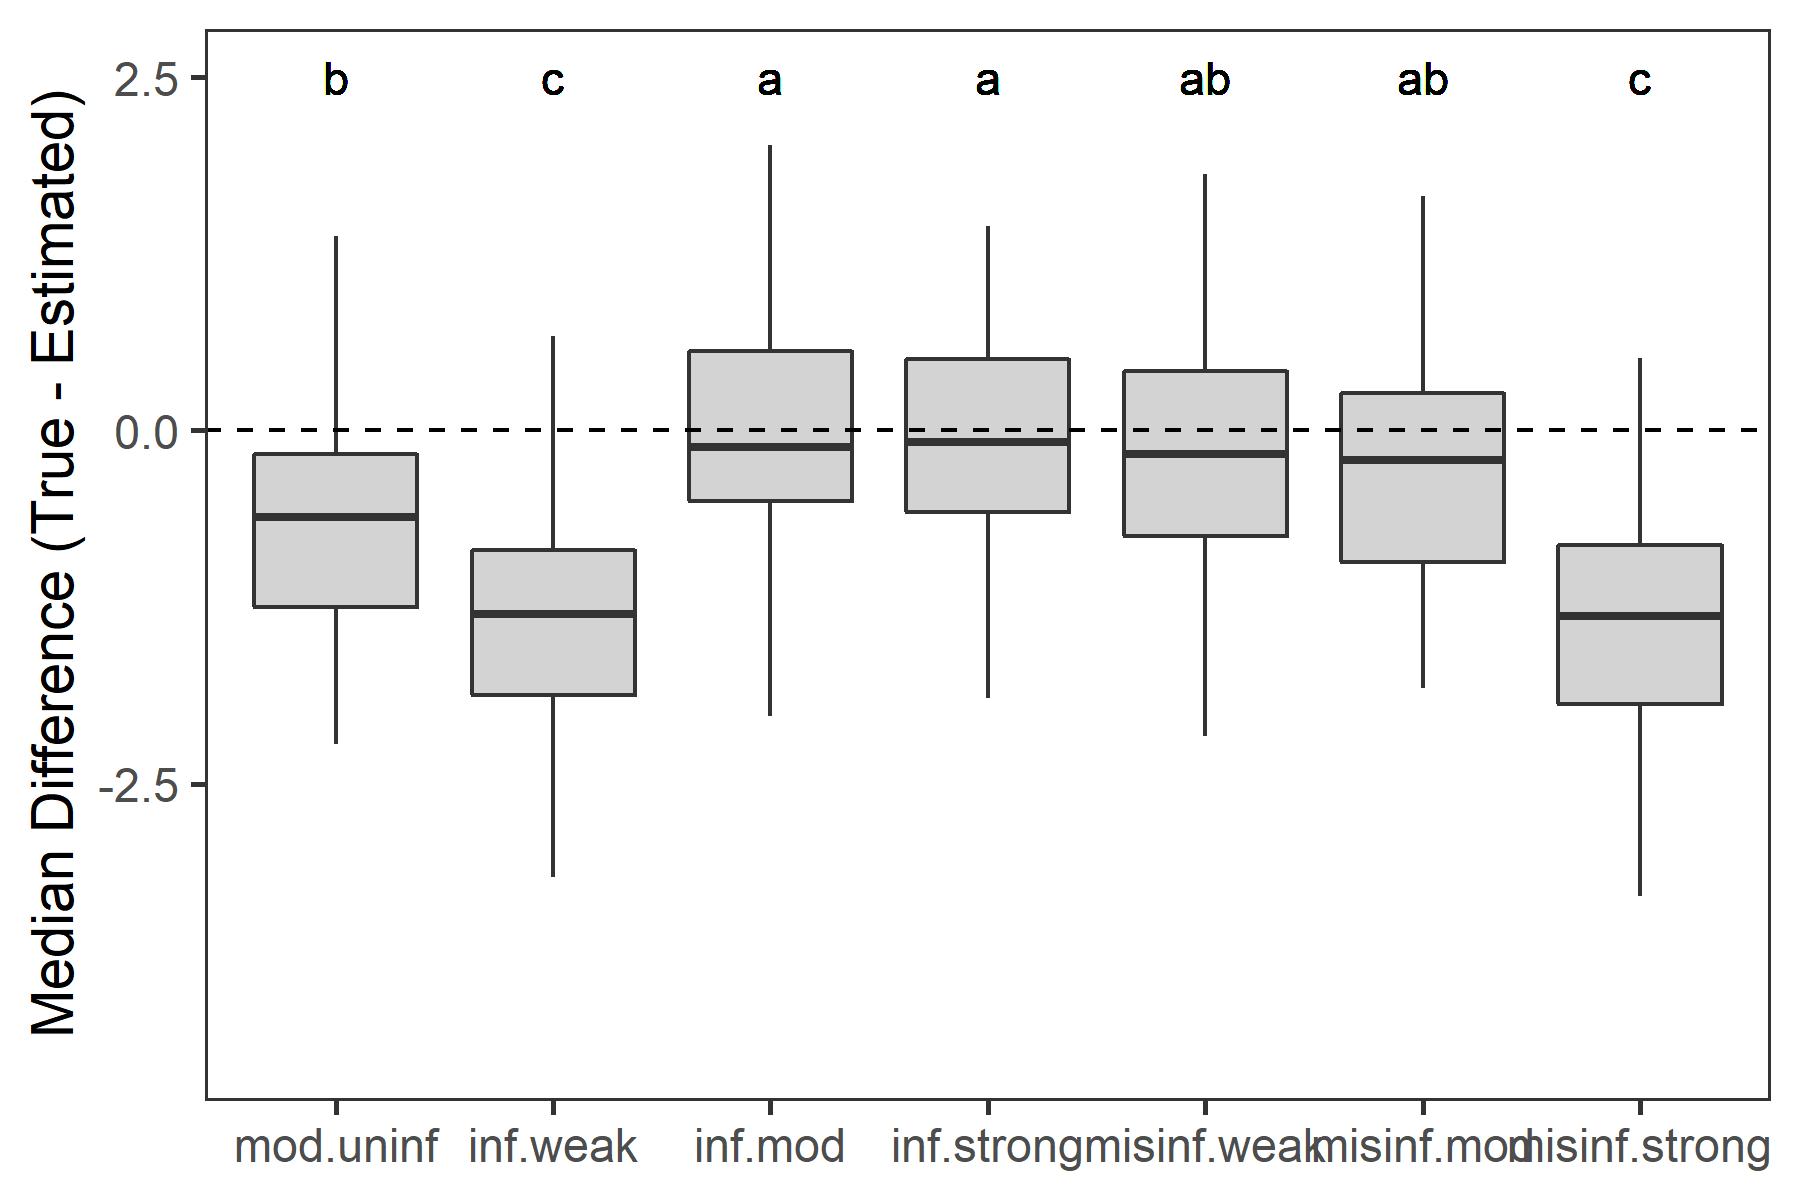 Median Difference (True - Estimated)
2.5
0.0
-2.5
b c a a ab ab c
mod.uninf inf.weak inf.mod inf.strong misinf.weak misinf.mod misinf.strong